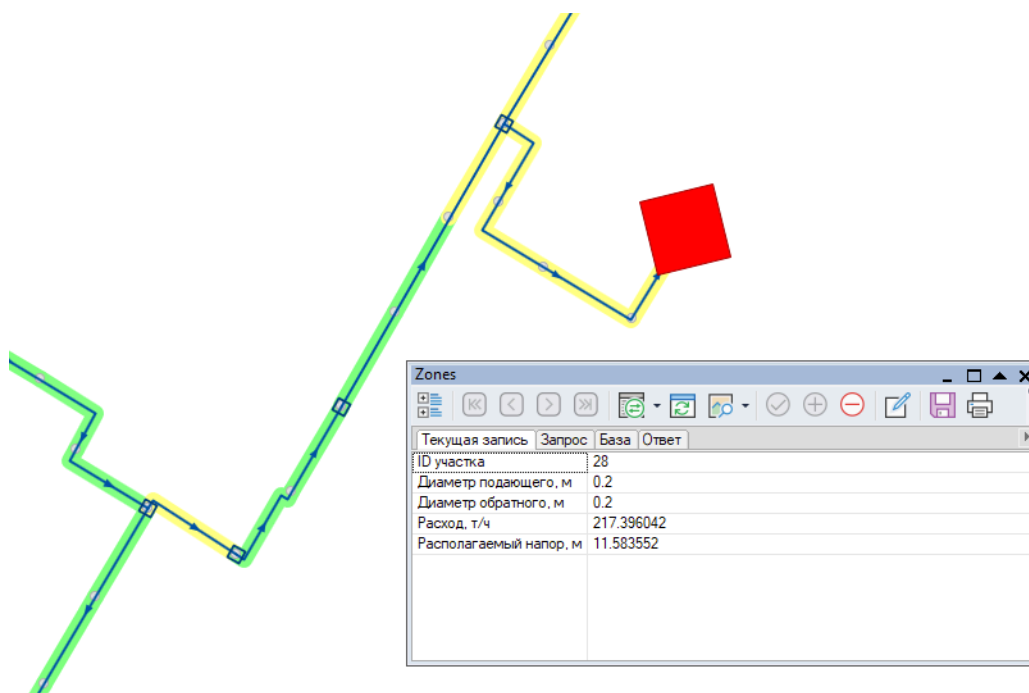 Zones
Текущая запись Запрос База Ответ
ID участка 28
Диаметр подающего, м 0.2
Диаметр обратного, м 0.2
Расход, т/ч 217.396042
Располагаемый напор, м 11.583552